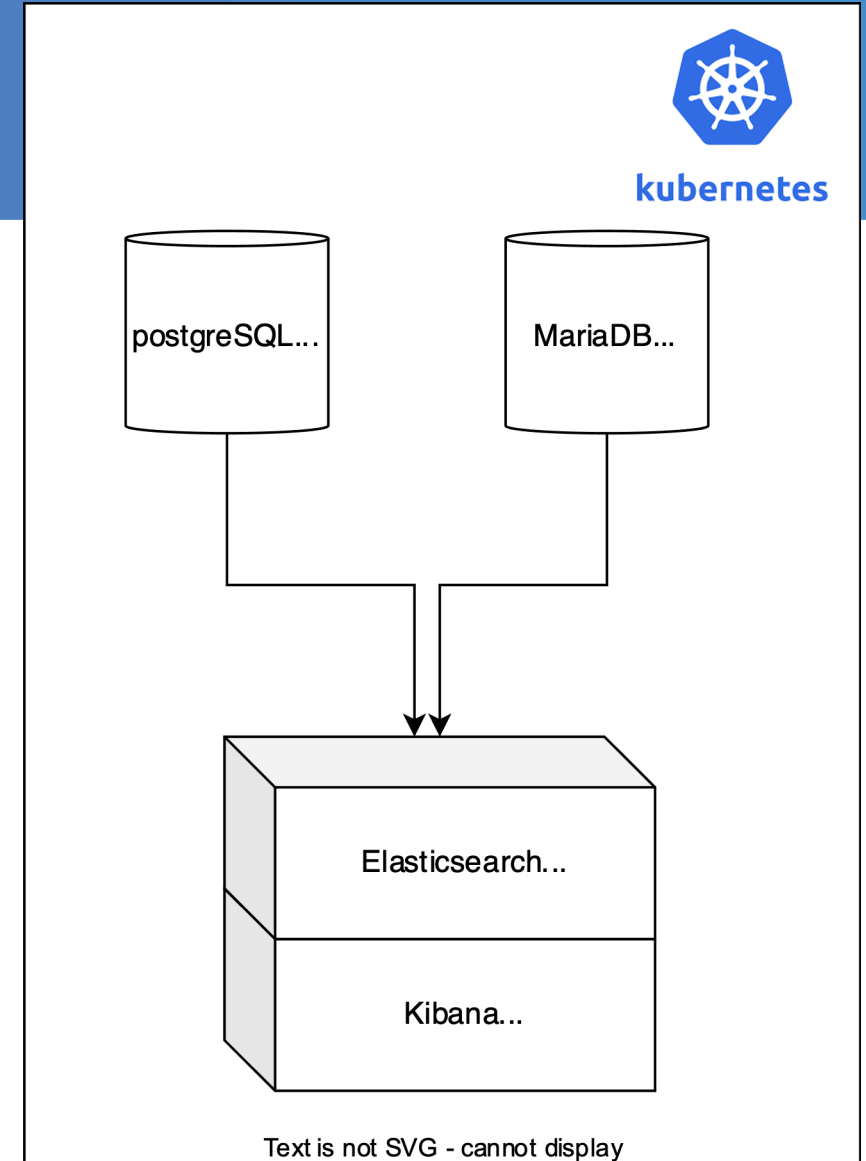 kubernetes
postgreSQL...
MariaDB...
Elasticsearch...
Kibana...
Text is not SVG - cannot display